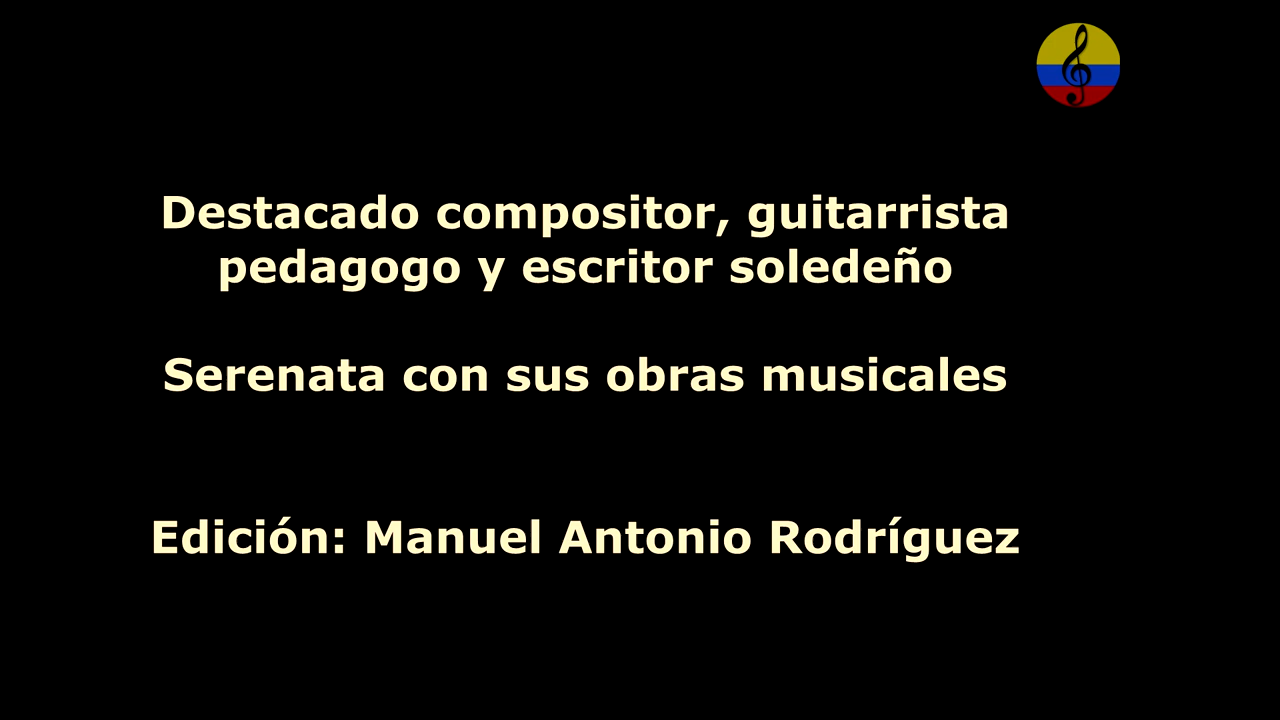 Destacado compositor, guitarrista
pedagogo y escritor soledeño
Serenata con sus obras musicales
Edición: Manuel Antonio Rodríguez